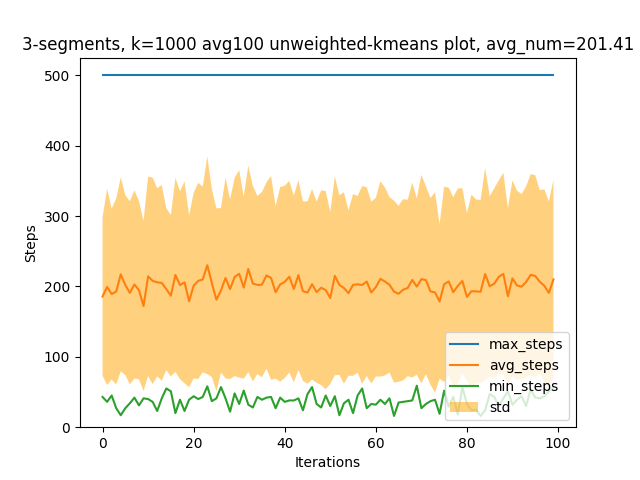 3-segments, k=1000 avg100 unweighted-kmeans plot, avg_num=201.41
Steps
500
400
300
200
100
0
0 20 40 60 80 100
Iterations
max_steps
avg_steps
min_steps
std